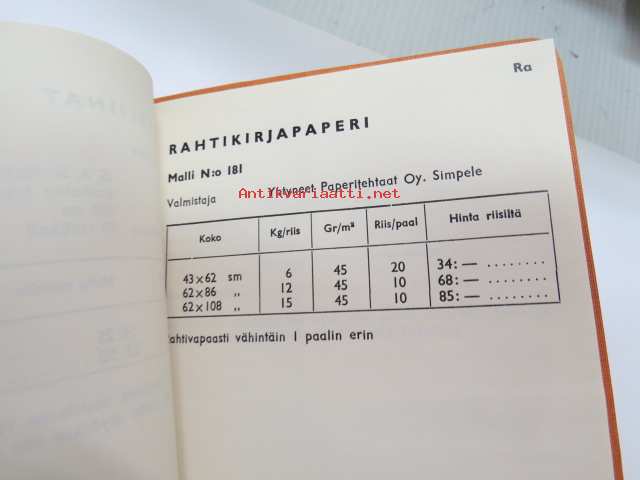 Ra
RAHTIKIRJAPAPERI
Malli N:o 181
Valmistaja Yhtyneet Paperitehtaat Oy. Simpele
Antikvariaatti.net
Koko Kg/riis Gr/m² Riis/paal Hinta riisiltä
43×62 sm 6 45 20 34:— ........
62×86 „ 12 45 10 68:— ........
62×108 „ 15 45 10 85:— ........
ahtivapaasti vähintäin 1 paalin erin